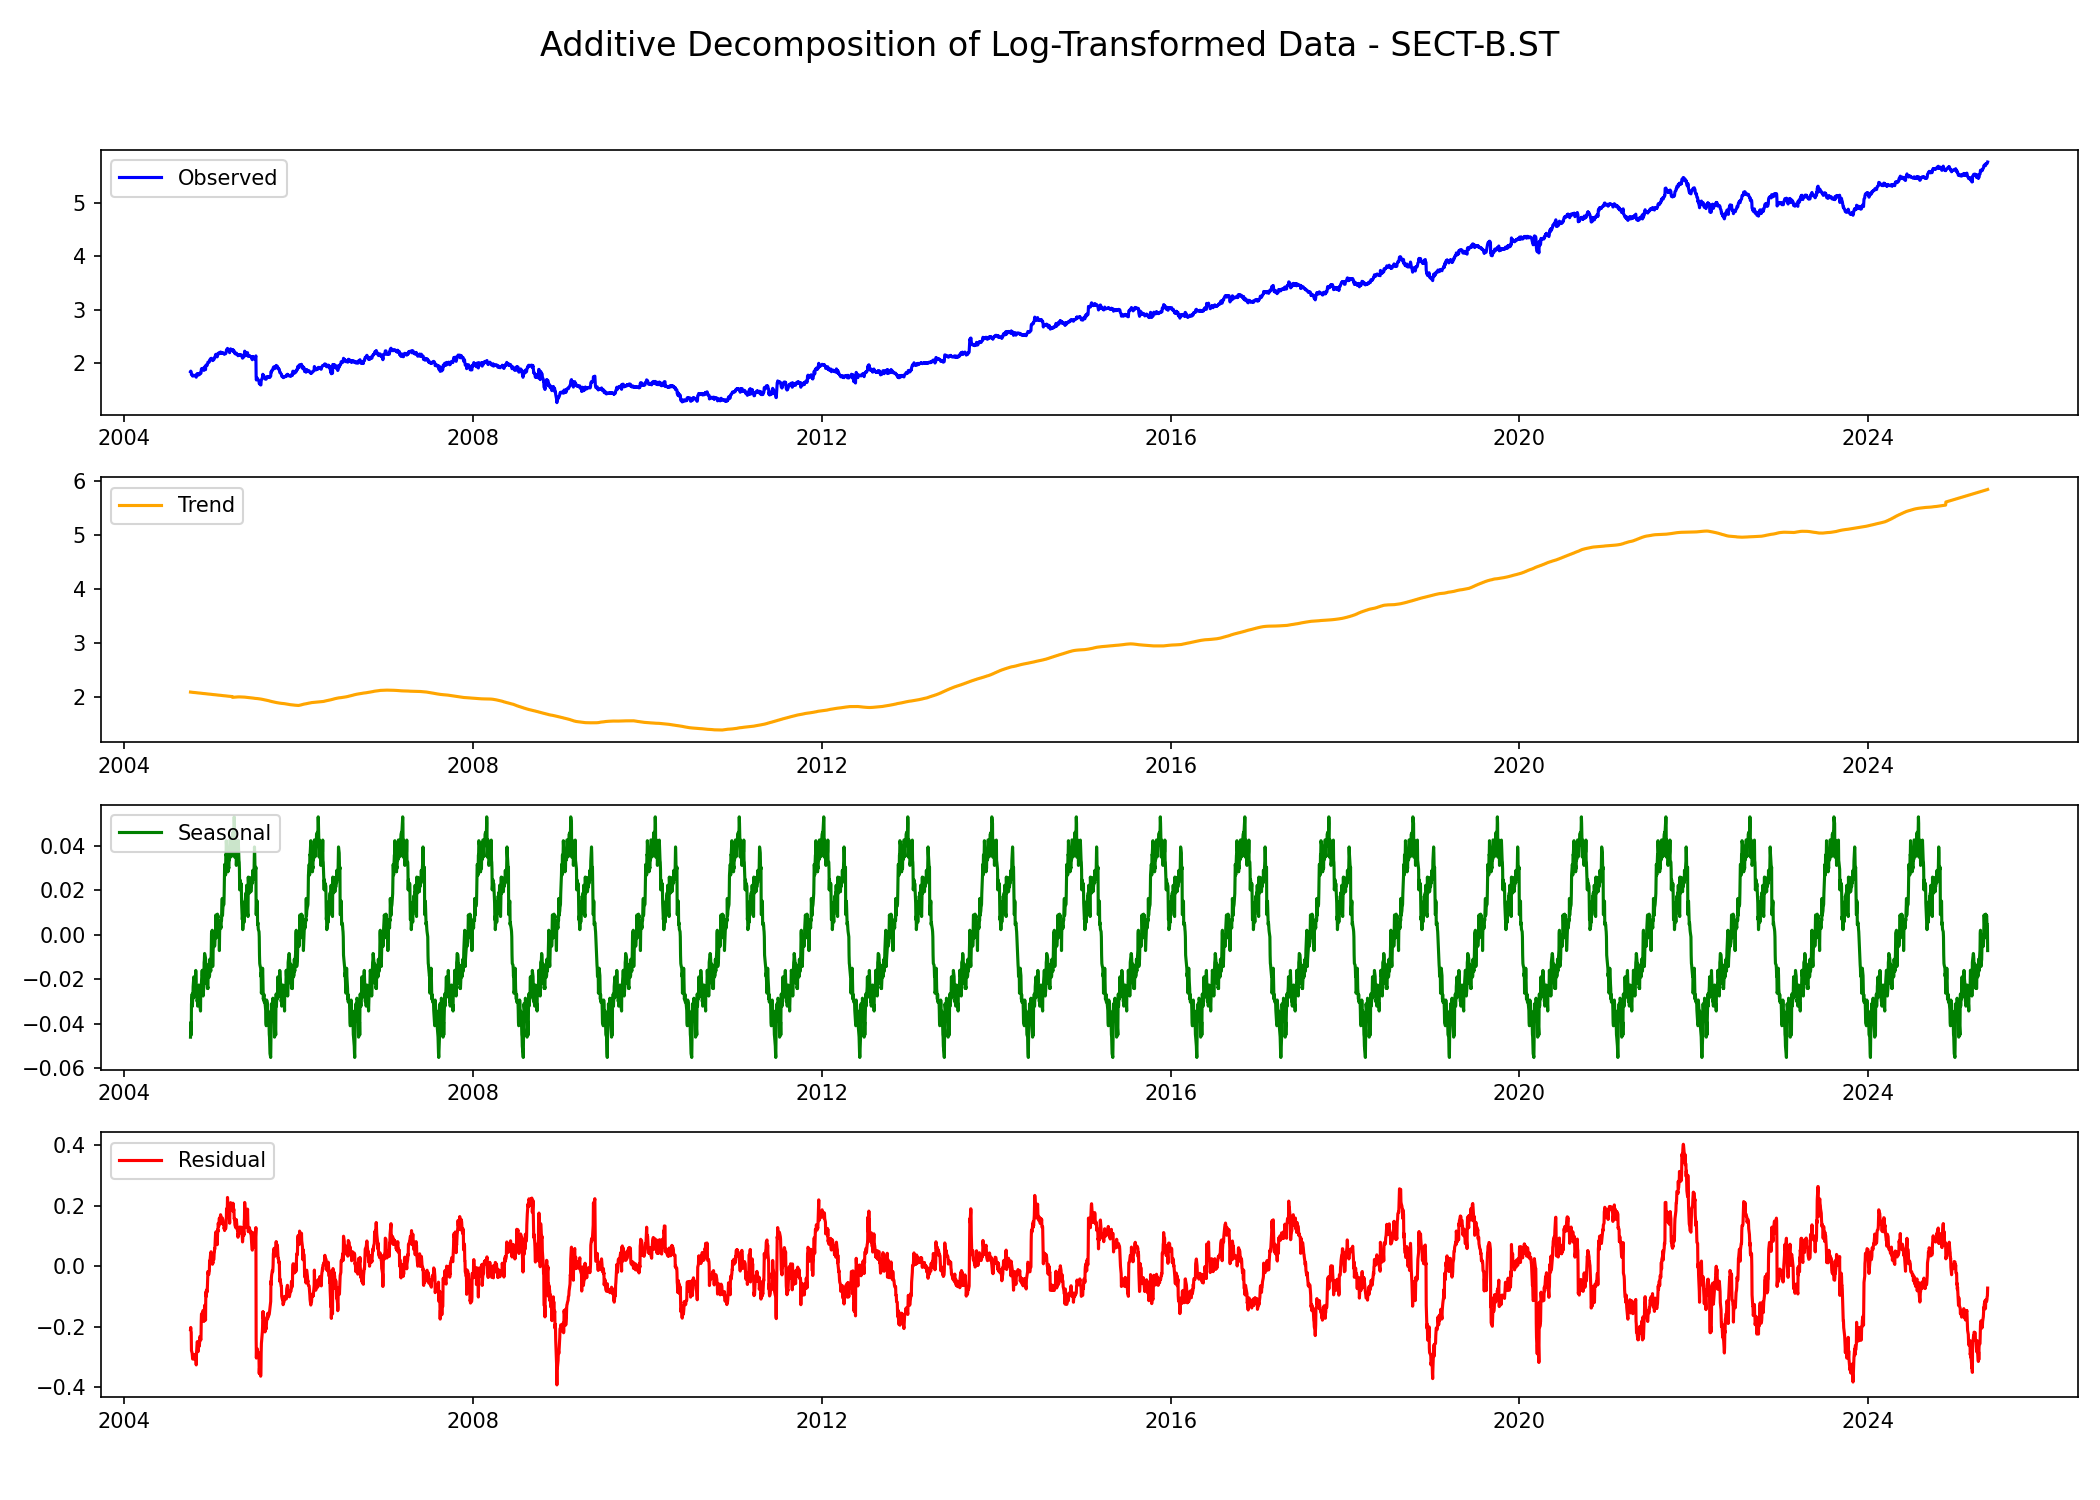 Additive Decomposition of Log-Transformed Data - SECT-B.ST
Observed
5
4
3
2
2004 2008 2012 2016 2020 2024
Trend
6
5
4
3
2
2004 2008 2012 2016 2020 2024
Seasonal
0.04
0.02
0.00
−0.02
−0.04
−0.06
2004 2008 2012 2016 2020 2024
Residual
0.4
0.2
0.0
−0.2
−0.4
2004 2008 2012 2016 2020 2024